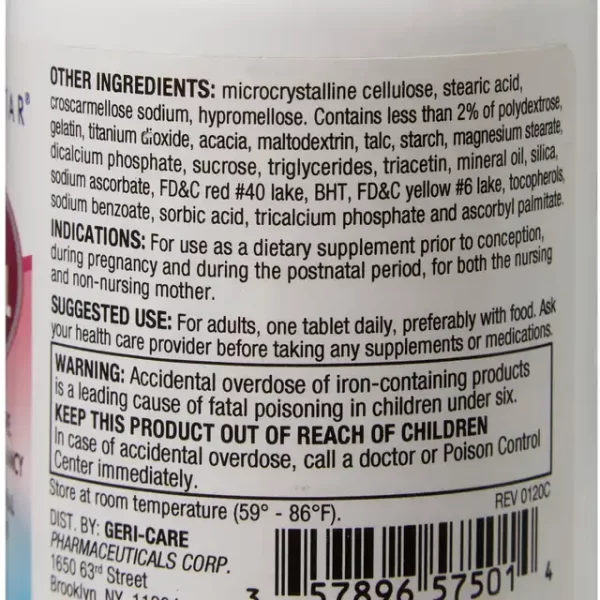 OTHER INGREDIENTS: microcrystalline cellulose, stearic acid,
croscarmellose sodium, hypromellose. Contains less than 2% of polydextrose,
gelatin, titanium dioxide, acacia, maltodextrin, talc, starch, magnesium stearate,
dicalcium phosphate, sucrose, triglycerides, triacetin, mineral oil, silica,
sodium ascorbate, FD&C red #40 lake, BHT, FD&C yellow #6 lake, tocopherols,
sodium benzoate, sorbic acid, tricalcium phosphate and ascorbyl palmitate.
INDICATIONS: For use as a dietary supplement prior to conception,
during pregnancy and during the postnatal period, for both the nursing
and non-nursing mother.
SUGGESTED USE: For adults, one tablet daily, preferably with food. Ask
your health care provider before taking any supplements or medications.
WARNING: Accidental overdose of iron-containing products
is a leading cause of fatal poisoning in children under six.
KEEP THIS PRODUCT OUT OF REACH OF CHILDREN
In case of accidental overdose, call a doctor or Poison Control
Center immediately.
Store at room temperature (59° - 86°F).
REV 0120C
DIST. BY: GERI-CARE
PHARMACEUTICALS CORP.
1650 63rd Street
Brooklyn, NY
3 57896 57501 4